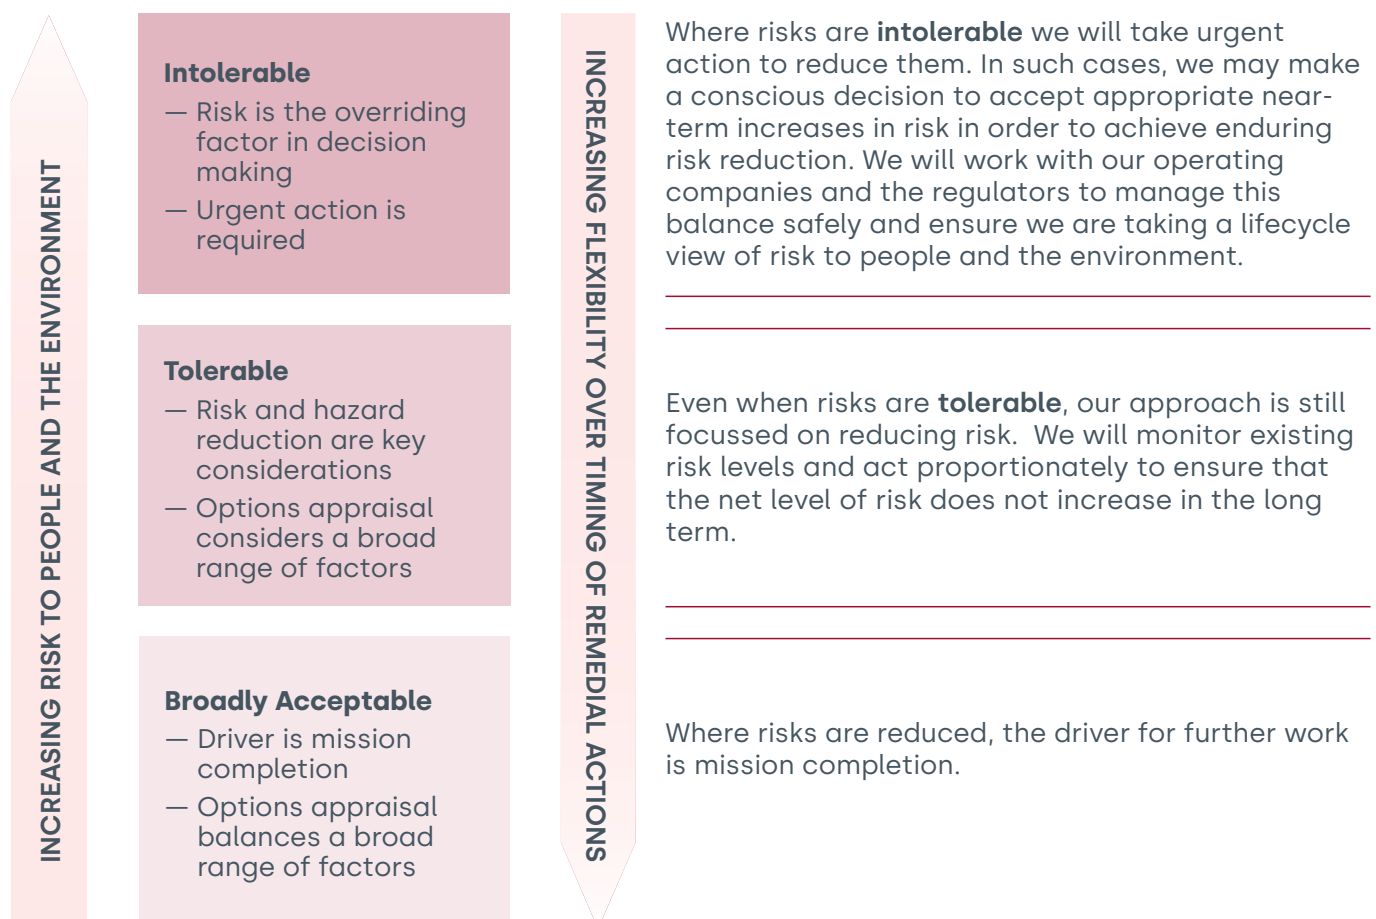 INCREASING RISK TO PEOPLE AND THE ENVIRONMENT
Intolerable
— Risk is the overriding
factor in decision
making
— Urgent action is
required
Tolerable
— Risk and hazard
reduction are key
considerations
— Options appraisal
considers a broad
range of factors
Broadly Acceptable
— Driver is mission
completion
— Options appraisal
balances a broad
range of factors
INCREASING FLEXIBILITY OVER TIMING OF REMEDIAL ACTIONS
Where risks are intolerable we will take urgent
action to reduce them. In such cases, we may make
a conscious decision to accept appropriate near-
term increases in risk in order to achieve enduring
risk reduction. We will work with our operating
companies and the regulators to manage this
balance safely and ensure we are taking a lifecycle
view of risk to people and the environment.
Even when risks are tolerable, our approach is still
focussed on reducing risk.  We will monitor existing
risk levels and act proportionately to ensure that
the net level of risk does not increase in the long
term.
Where risks are reduced, the driver for further work
is mission completion.